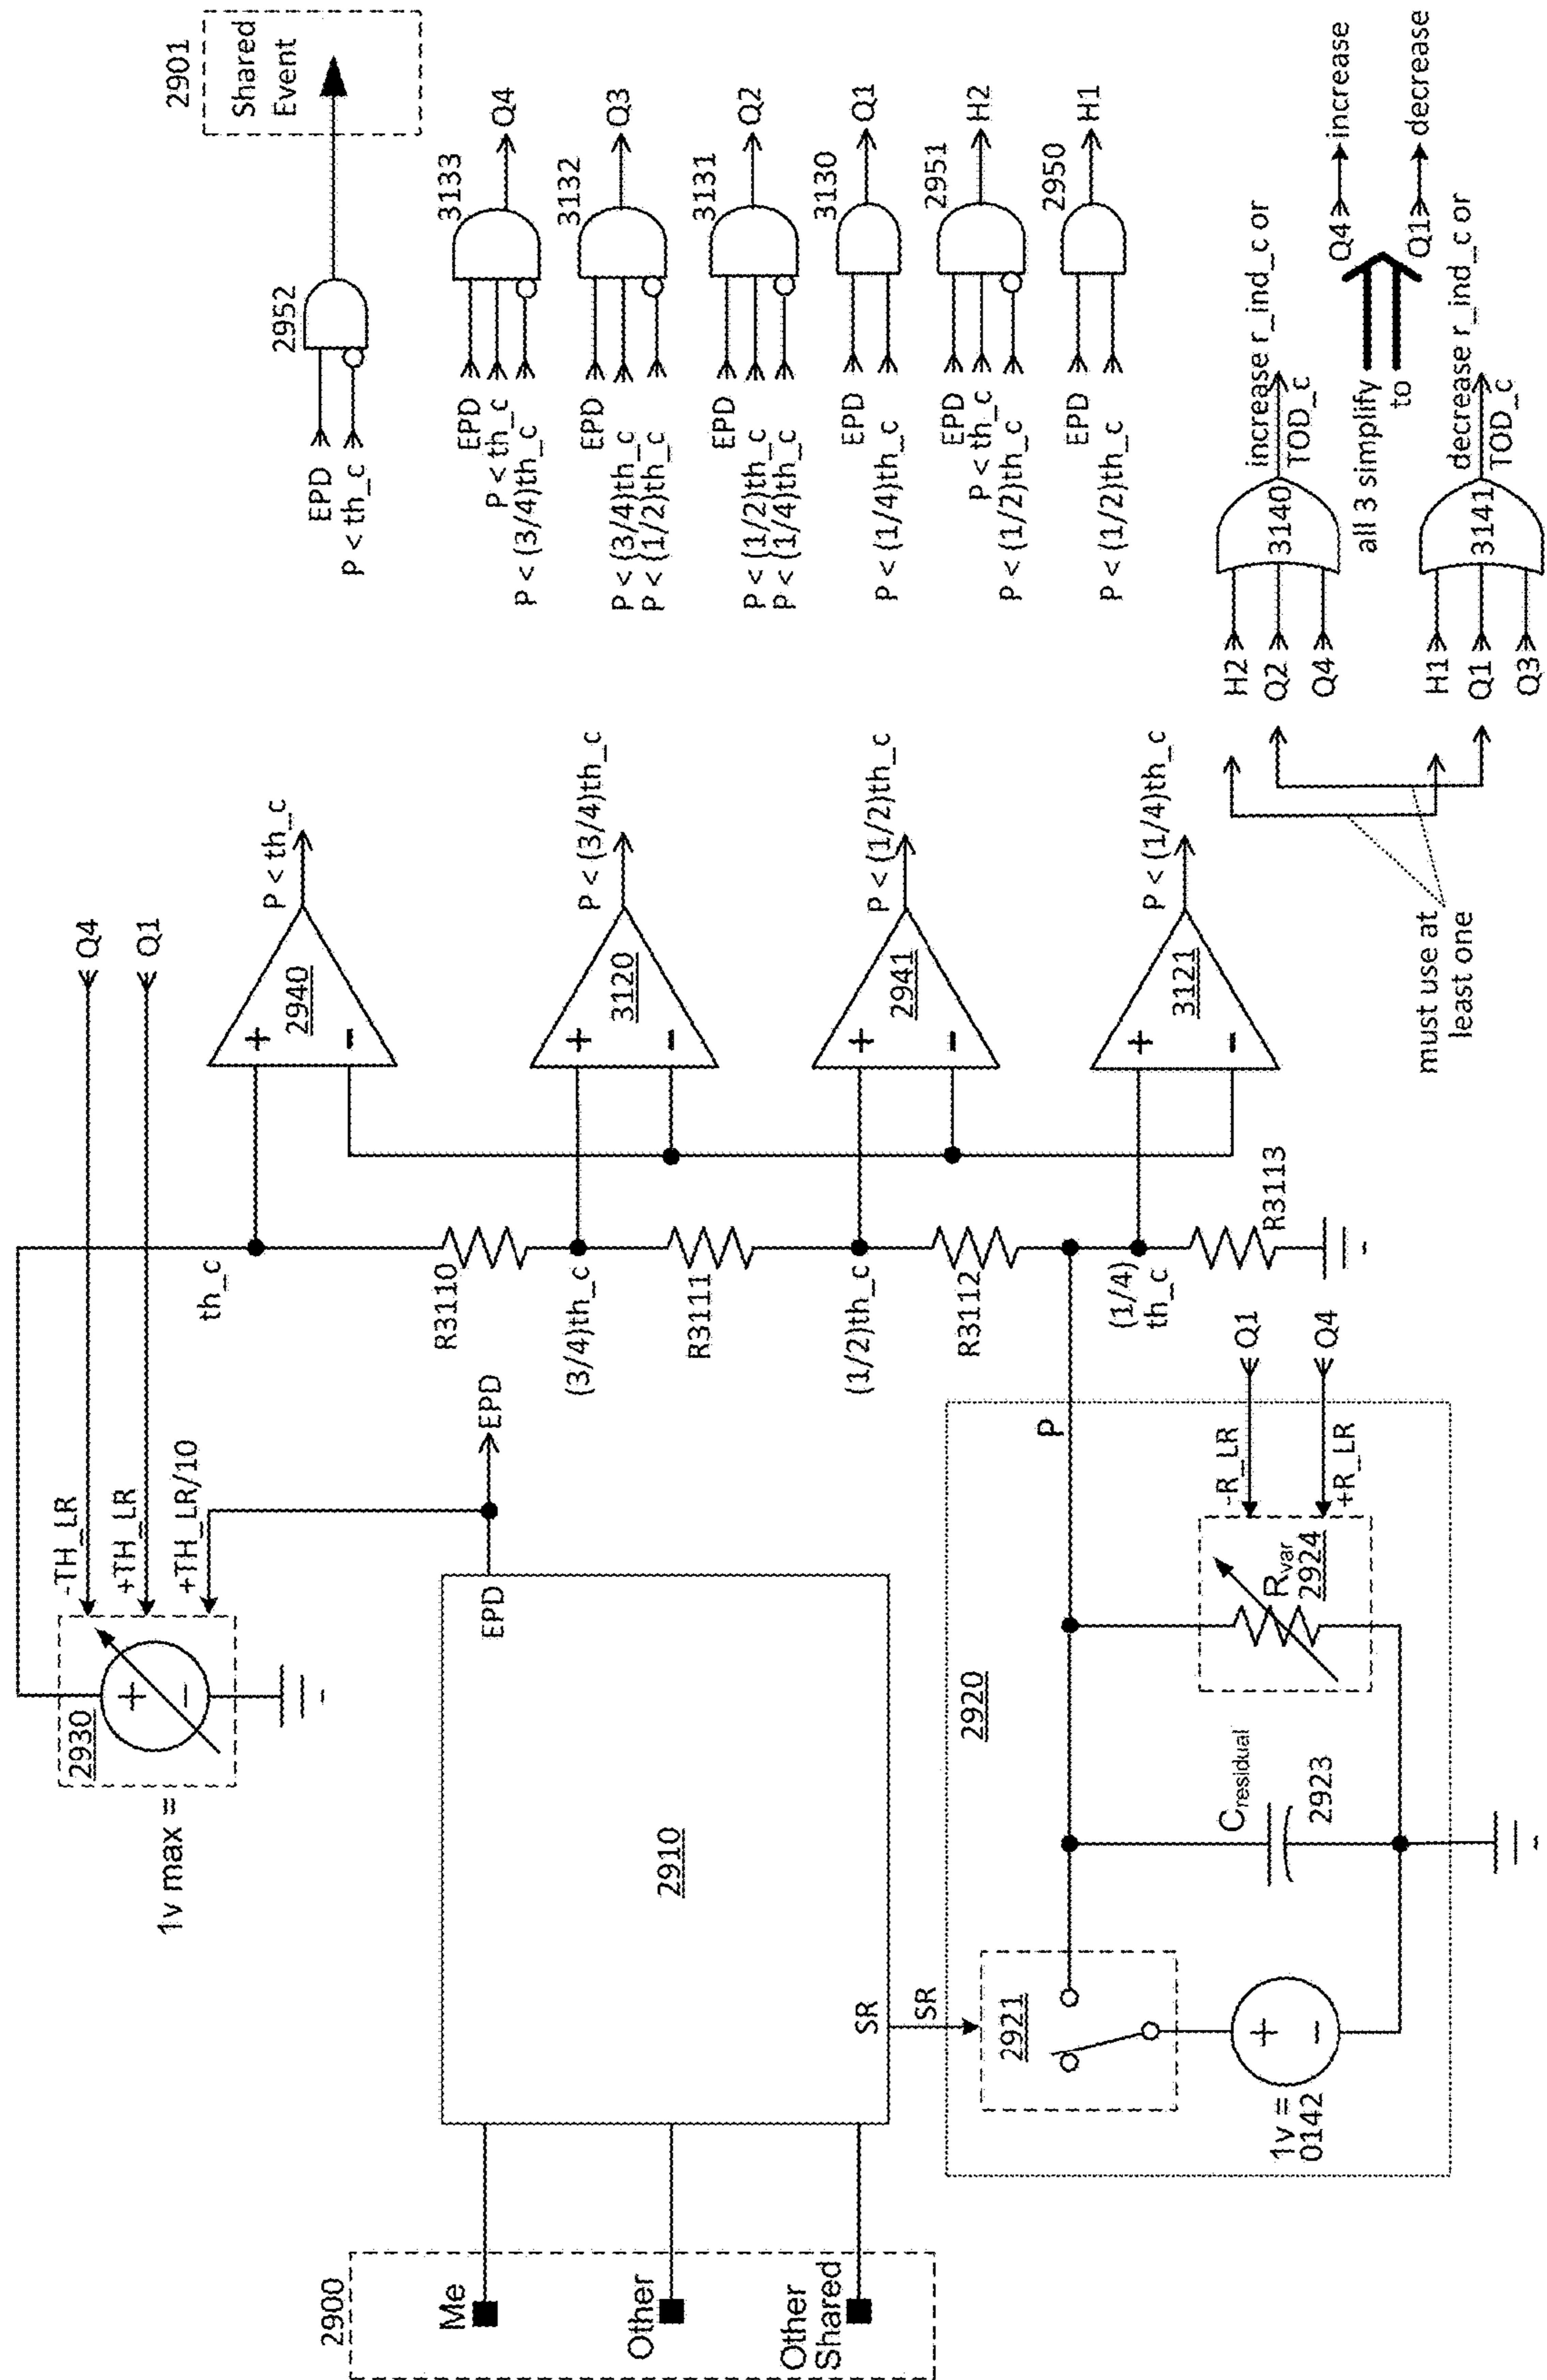 2900
Me
Other
Other
Shared
2910
EPD
SR
SR
EPD
1v max =
2930
-TH_LR
+TH_LR
+TH_LR/10
Q4
Q1
2920
2921
1v =
0142
C residual
2923
Rvar
2924
P
-R_LR
+R_LR
Q1
Q4
th_c
R3110
(3/4)th_c
R3111
(1/2)th_c
R3112
(1/4)
th_c
R3113
2940
P < th_c
3120
P < (3/4)th_c
2941
P < (1/2)th_c
3121
P < (1/4)th_c
EPD
P < th_c
2952
2901
Shared
Event
EPD
P < th_c
P < (3/4)th_c
3133
Q4
EPD
P < (3/4)th_c
P < (1/2)th_c
3132
Q3
EPD
P < (1/2)th_c
P < (1/4)th_c
3131
Q2
EPD
P < (1/4)th_c
3130
Q1
EPD
P < th_c
P < (1/2)th_c
2951
H2
EPD
P < (1/2)th_c
2950
H1
must use at
least one
H2
Q2
Q4
3140
increase r_ind_c or
TOD_c
all 3 simplify
to
H1
Q1
Q3
3141
decrease r_ind_c or
TOD_c
Q4
increase
Q1
decrease